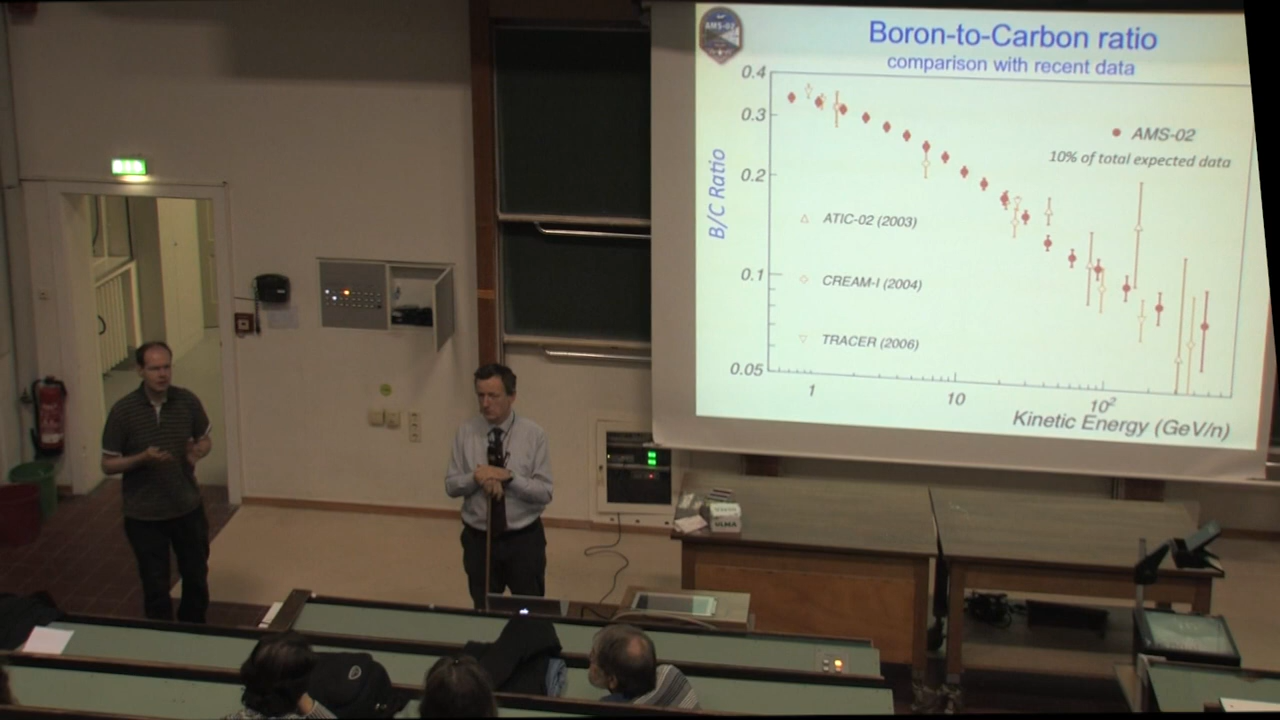 AMS-02
Boron-to-Carbon ratio
comparison with recent data
0.4
0.3
0.2
0.1
0.05
B/C Ratio
AMS-02
10% of total expected data
ATIC-02 (2003)
CREAM-I (2004)
TRACER (2006)
1
10
10²
Kinetic Energy (GeV/n)